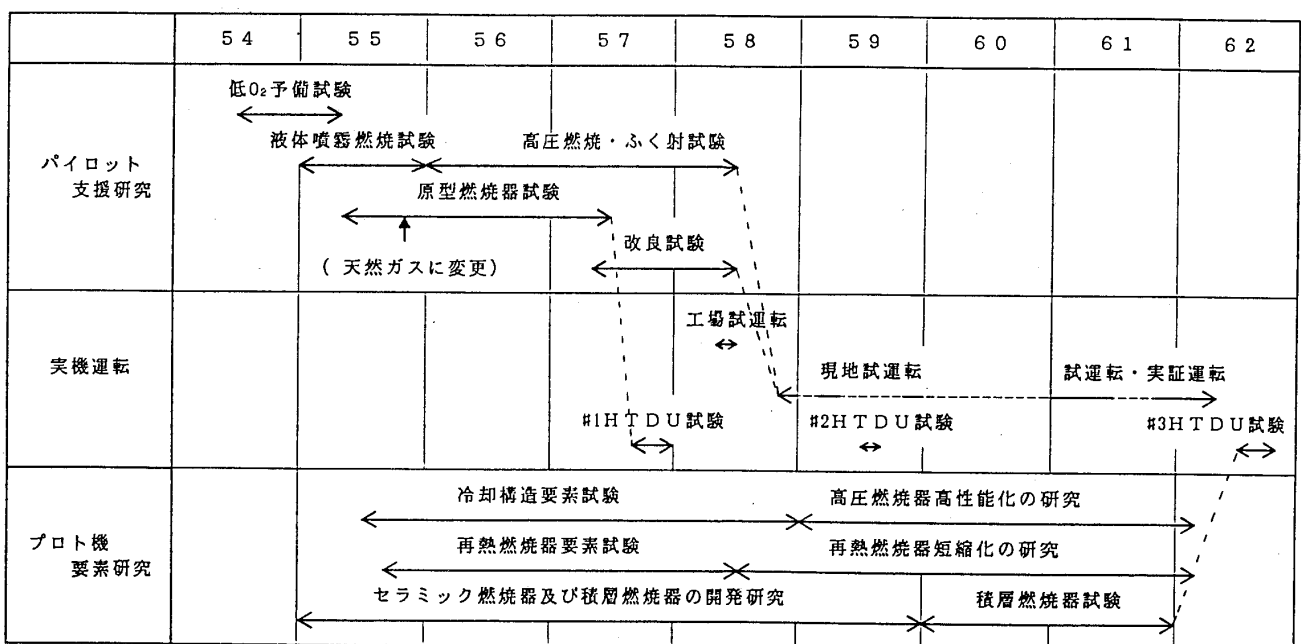 54 55 56 57 58 59 60 61 62
低O₂予備試験
液体噴霧燃焼試験 高圧燃焼・ふく射試験
パイロット
支援研究
原型燃焼器試験
改良試験
(天然ガスに変更)
工場試運転
実機運転
現地試運転 試運転・実証運転
#1HTDU試験 #2HTDU試験 #3HTDU試験
冷却構造要素試験 高圧燃焼器高性能化の研究
プロト機
要素研究
再熱燃焼器要素試験 再熱燃焼器短縮化の研究
セラミック燃焼器及び積層燃焼器の開発研究 積層燃焼器試験